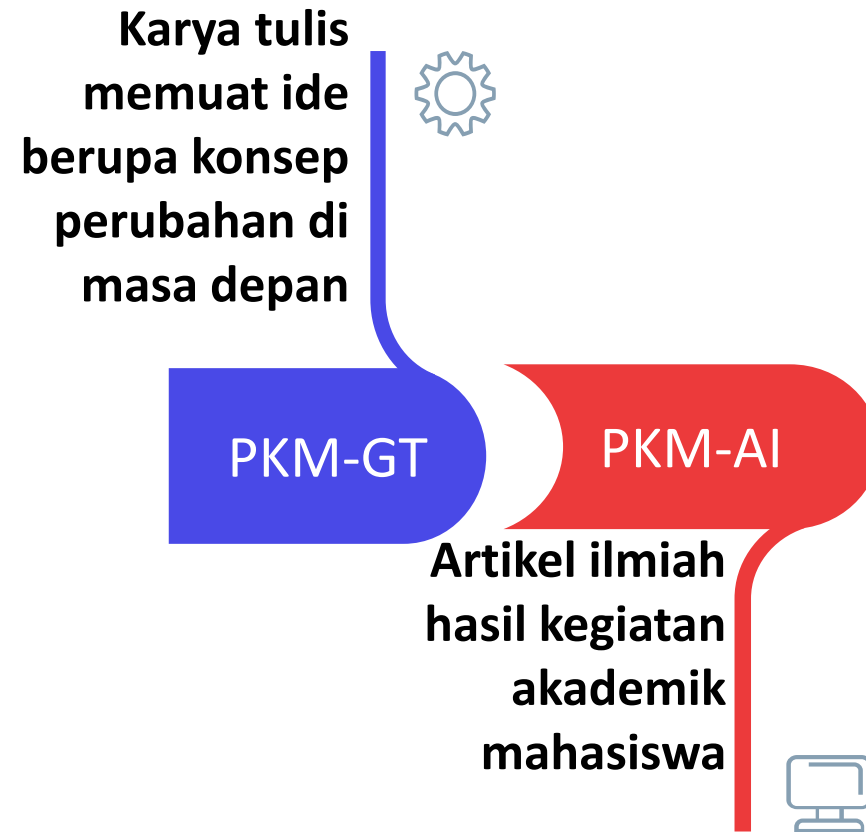 Karya tulis
memuat ide
berupa konsep
perubahan di
masa depan
PKM-GT
PKM-AI
Artikel ilmiah
hasil kegiatan
akademik
mahasiswa